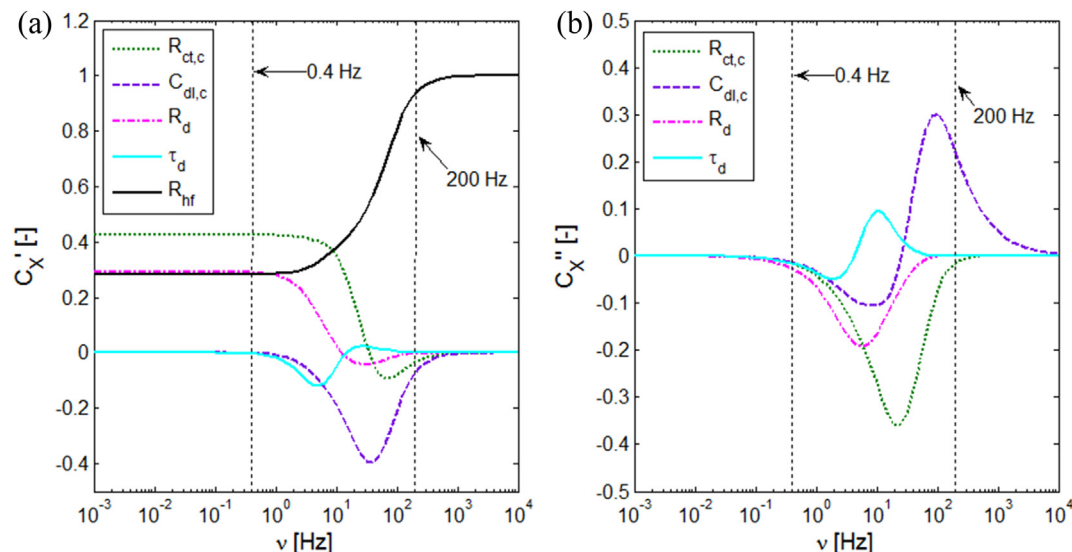 (a)
1.2
1
0.8
0.6
0.4
0.2
0
-0.2
-0.4
C_X' [-]
R_ct,c
C_dl,c
R_d
τ_d
R_hf
0.4 Hz
200 Hz
10^-3 10^-2 10^-1 10^0 10^1 10^2 10^3 10^4
ν [Hz]
(b)
0.5
0.4
0.3
0.2
0.1
0
-0.1
-0.2
-0.3
-0.4
-0.5
C_X'' [-]
R_ct,c
C_dl,c
R_d
τ_d
0.4 Hz
200 Hz
10^-3 10^-2 10^-1 10^0 10^1 10^2 10^3 10^4
ν [Hz]